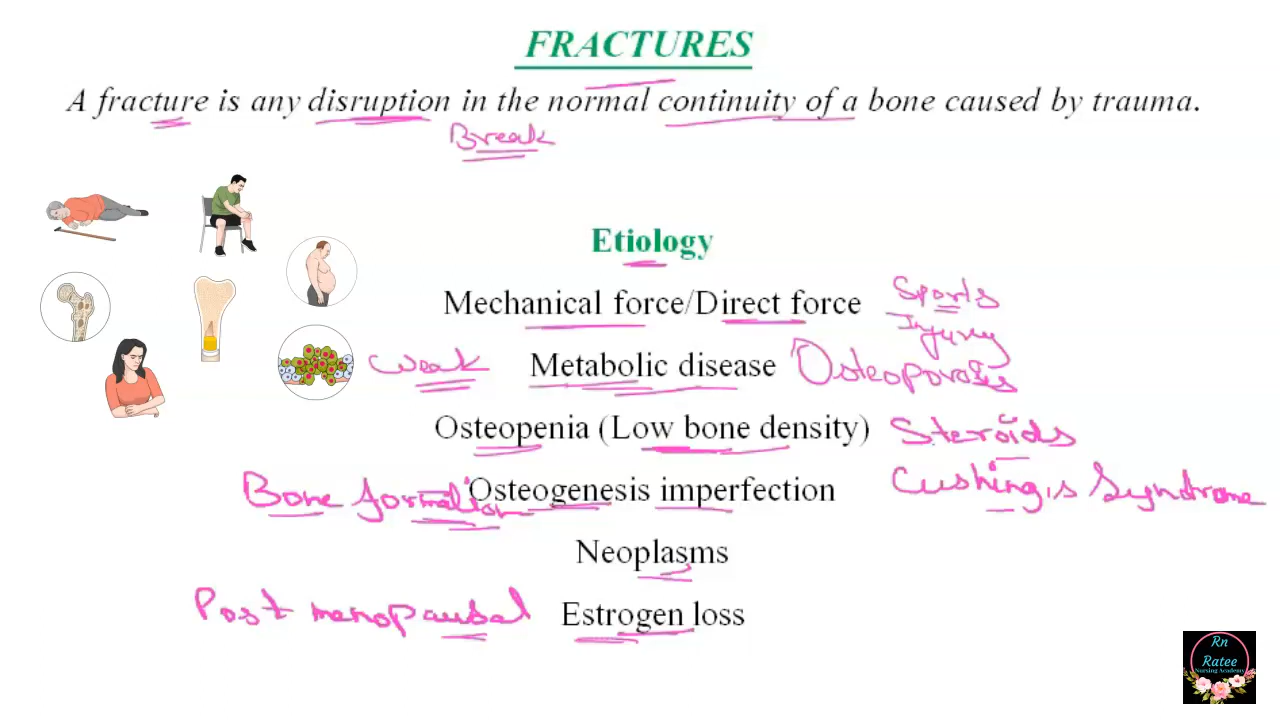 FRACTURES
A fracture is any disruption in the normal continuity of a bone caused by trauma.
Break
Etiology
Mechanical force/Direct force Sports
Injury
Weak Metabolic disease Osteoporosis
Osteopenia (Low bone density) Steroids
Bone formation Osteogenesis imperfection Cushing's Syndrome
Neoplasms
Post menopausal Estrogen loss
Rn
Ratee
Nursing Academy